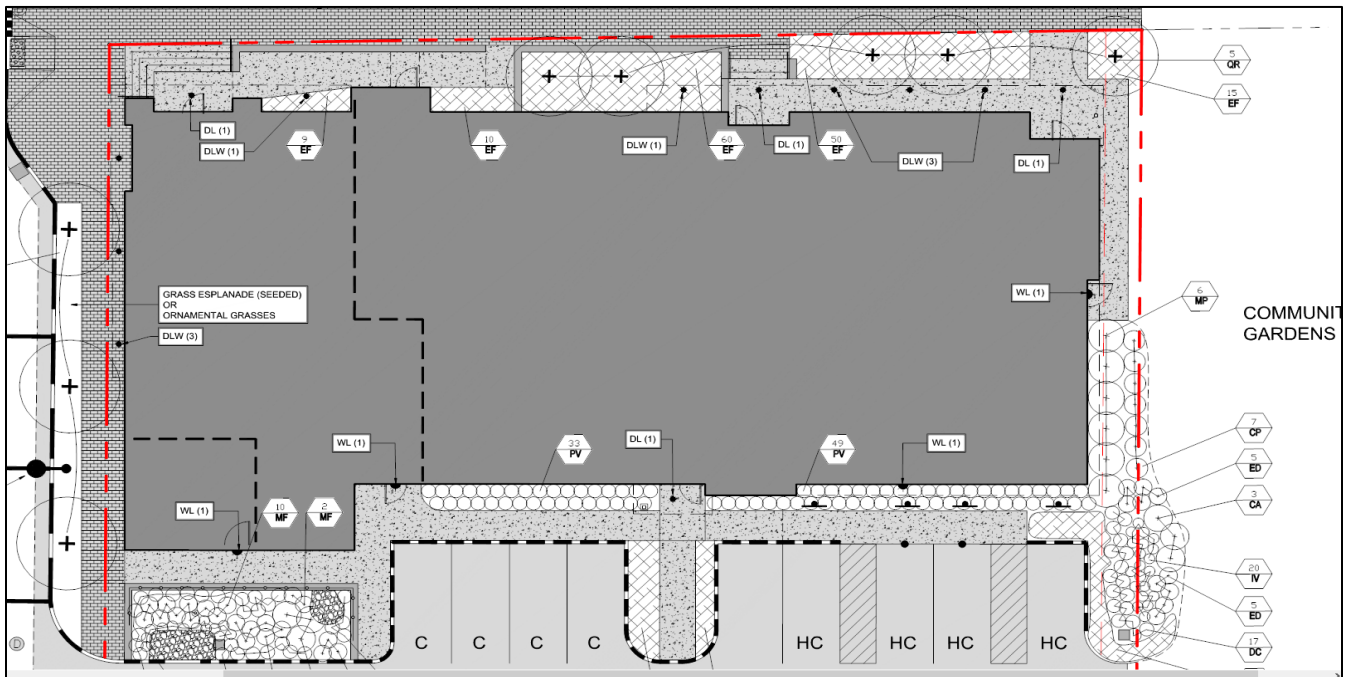 5
QR
15
EF
DL (1)
DLW (1)
9
EF
10
EF
DLW (1)
60
EF
DL (1)
50
EF
DLW (3)
DL (1)
GRASS ESPLANADE (SEEDED)
OR
ORNAMENTAL GRASSES
DLW (3)
WL (1)
6
MP
COMMUNIT
GARDENS
7
CP
5
ED
3
CA
WL (1)
33
PV
DL (1)
49
PV
WL (1)
WL (1)
10
MF
2
MF
20
IV
5
ED
17
DC
D
C
C
C
C
HC
HC
HC
HC